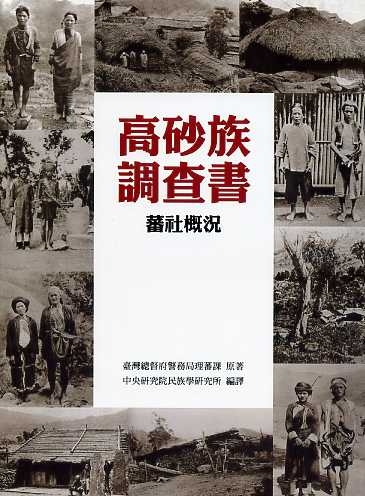 高砂族
調查書
蕃社概況
臺灣總督府警務局理蕃課 原著
中央研究院民族學研究所 編譯